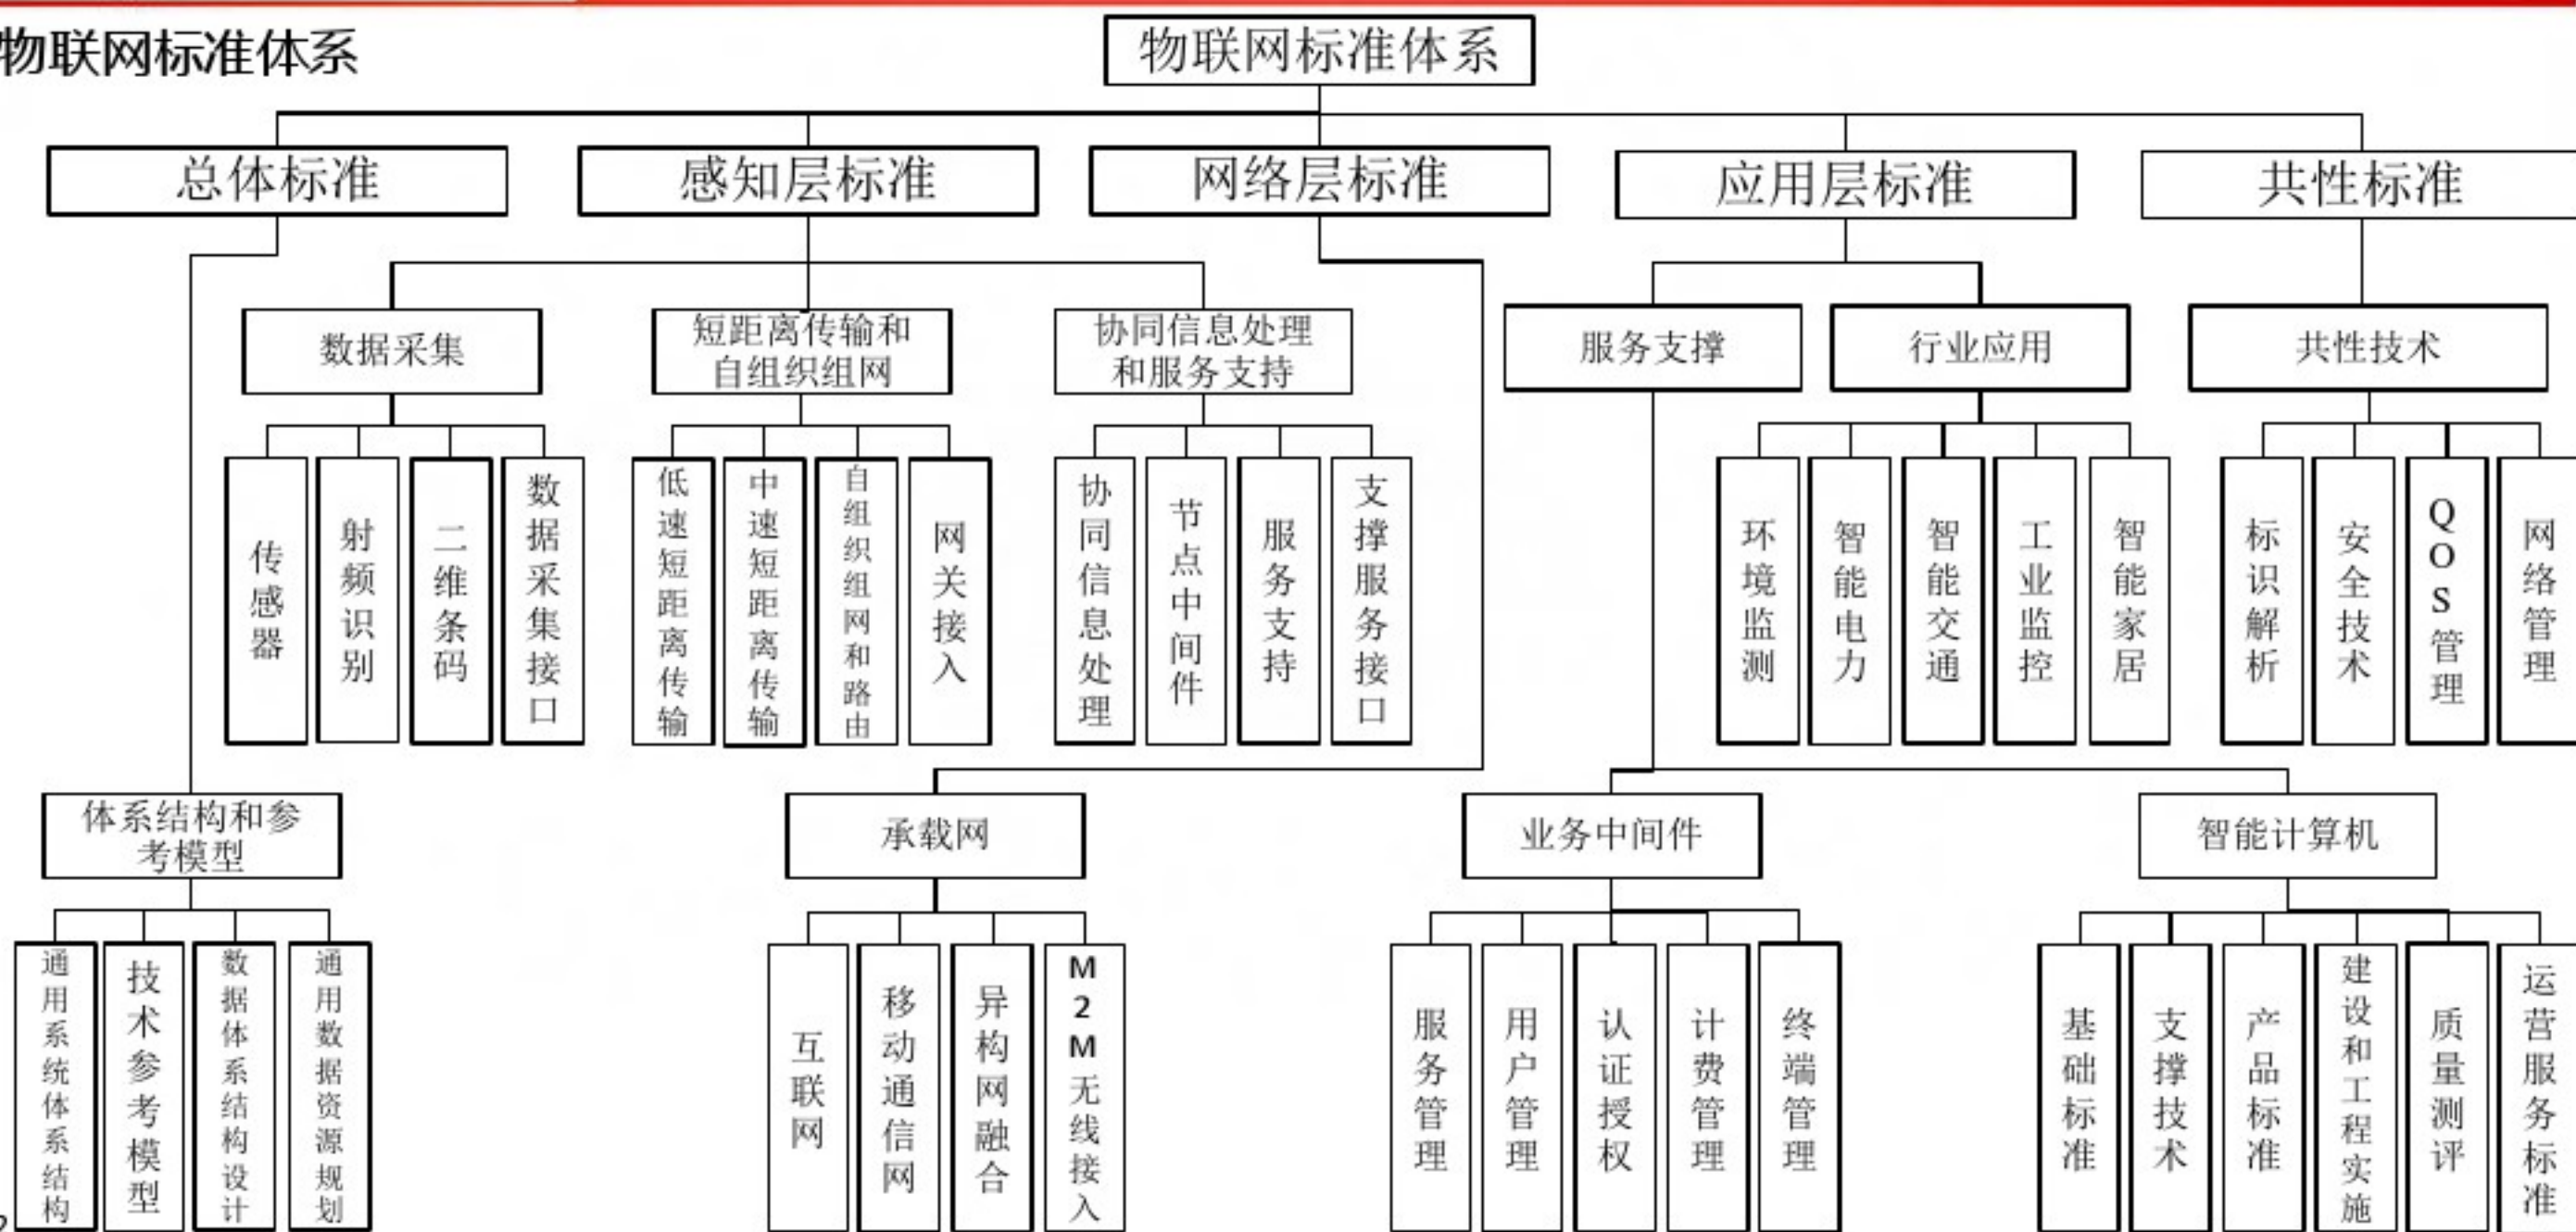 物联网标准体系
物联网标准体系
总体标准
感知层标准
网络层标准
应用层标准
共性标准
数据采集
短距离传输和
自组织组网
协同信息处理
和服务支持
服务支撑
行业应用
共性技术
传感器
射频识别
二维条码
数据采集接口
低速短距离传输
中速短距离传输
自组织组网和路由
网关接入
协同信息处理
节点中间件
服务支持
支撑服务接口
环境监测
智能电力
智能交通
工业监控
智能家居
标识解析
安全技术
QOS管理
网络管理
体系结构和参
考模型
承载网
业务中间件
智能计算机
通用系统体系结构
技术参考模型
数据体系结构设计
通用数据资源规划
互联网
移动通信网
异构网融合
M2M无线接入
服务管理
用户管理
认证授权
计费管理
终端管理
基础标准
支撑技术
产品标准
建设和工程实施
质量测评
运营服务标准